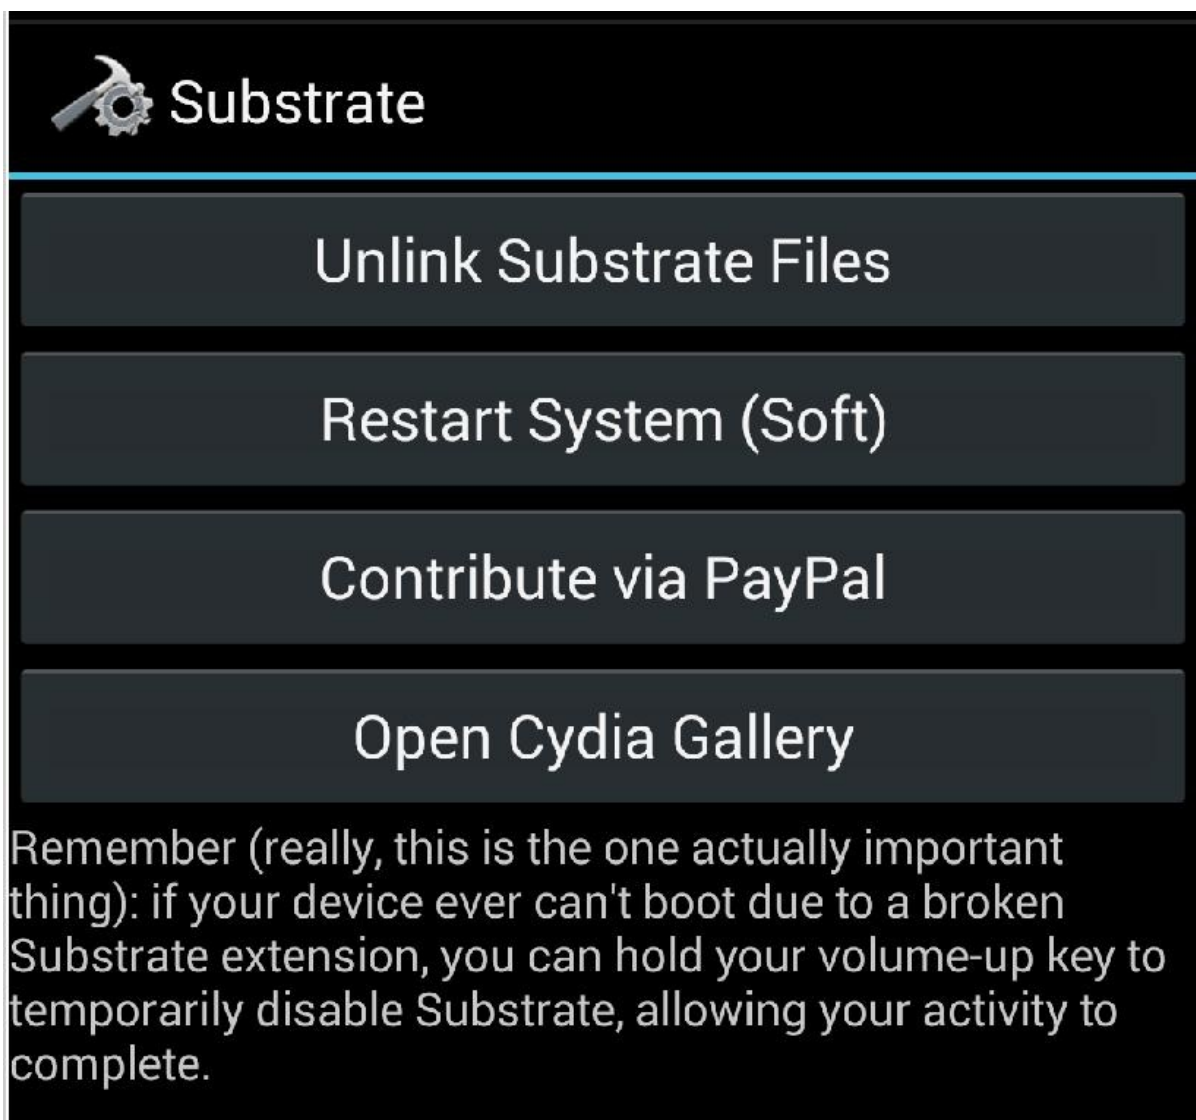 Substrate
Unlink Substrate Files
Restart System (Soft)
Contribute via PayPal
Open Cydia Gallery
Remember (really, this is the one actually important
thing): if your device ever can't boot due to a broken
Substrate extension, you can hold your volume-up key to
temporarily disable Substrate, allowing your activity to
complete.